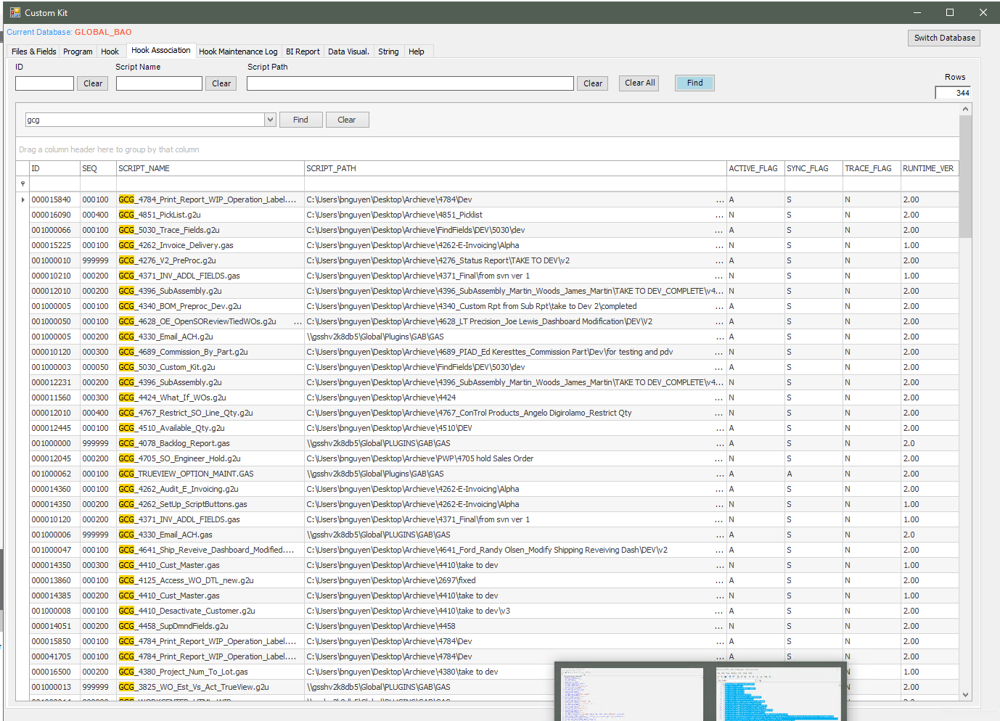 Custom Kit
Current Database: GLOBAL_BAO
Switch Database
Files & Fields Program Hook Hook Association Hook Maintenance Log BI Report Data Visual. String Help
ID Script Name Script Path
Rows
Clear Clear Clear Clear All Find
344
gcg Find Clear
Drag a column header here to group by that column
ID SEQ SCRIPT_NAME SCRIPT_PATH ACTIVE_FLAG SYNC_FLAG TRACE_FLAG RUNTIME_VER
000015840 000100 GCG_4784_Print_Report_WIP_Operation_Label.... C:\Users\bnguyen\Desktop\Archieve\4784\Dev ... A S N 2.00
000016090 000400 GCG_4851_PickList.g2u C:\Users\bnguyen\Desktop\Archieve\4851_Picklist ... N S N 2.00
001000066 000100 GCG_5030_Trace_Fields.g2u C:\Users\bnguyen\Desktop\Archieve\FindFields\DEV\5030\dev ... A S N 2.00
000015225 000100 GCG_4262_Invoice_Delivery.gas C:\Users\bnguyen\Desktop\Archieve\4262-E-Invoicing\Alpha ... N S N 1.00
001000010 999999 GCG_4276_V2_PreProc.g2u C:\Users\bnguyen\Desktop\Archieve\4276_Status Report\TAKE TO DEV\v2 ... A S N 2.00
000010210 000200 GCG_4371_INV_ADDL_FIELDS.gas C:\Users\bnguyen\Desktop\Archieve\4371_Final\from svn ver 1 ... N S N 1.00
000012010 000200 GCG_4396_SubAssembly.g2u C:\Users\bnguyen\Desktop\Archieve\4396_SubAssembly_Martin_Woods_James_Martin\TAKE TO DEV_COMPLETE\v4... A S N 2.00
001000005 000100 GCG_4340_BOM_Preproc_Dev.g2u C:\Users\bnguyen\Desktop\Archieve\4340_Custom Rpt from Sub Rpt\take to Dev 2\completed ... A S N 2.00
001000050 000100 GCG_4628_OE_OpenSOReviewTiedWOs.g2u ... C:\Users\bnguyen\Desktop\Archieve\4628_LT Precision_Joe Lewis_Dashboard Modification\DEV\V2 ... A S N 2.00
001000005 000200 GCG_4330_Email_ACH.g2u \\gsshv2k8db5\Global\Plugins\GAB\GAS ... A S N 2.00
000010120 000300 GCG_4689_Commission_By_Part.g2u C:\Users\bnguyen\Desktop\Archieve\4689_PIAD_Ed Keresttes_Commission Part\Dev\for testing and pdv ... N S N 2.00
001000003 000050 GCG_5030_Custom_Kit.g2u C:\Users\bnguyen\Desktop\Archieve\FindFields\DEV\5030\dev ... A S N 2.00
000012231 000200 GCG_4396_SubAssembly.g2u C:\Users\bnguyen\Desktop\Archieve\4396_SubAssembly_Martin_Woods_James_Martin\TAKE TO DEV_COMPLETE\v4... N S N 2.00
000011560 000300 GCG_4424_What_If_WOs.g2u C:\Users\bnguyen\Desktop\Archieve\4424 ... N S N 2.00
000012010 000400 GCG_4767_Restrict_SO_Line_Qty.g2u C:\Users\bnguyen\Desktop\Archieve\4767_ConTrol Products_Angelo Digirolamo_Restrict Qty ... N S N 2.00
000012445 000100 GCG_4510_Available_Qty.g2u C:\Users\bnguyen\Desktop\Archieve\4510\DEV ... A S N 2.00
001000000 999999 GCG_4078_Backlog_Report.gas \\gsshv2k8db5\Global\PLUGINS\GAB\GAS ... A S N 2.0
000012045 000200 GCG_4705_SO_Engineer_Hold.g2u C:\Users\bnguyen\Desktop\Archieve\PWP\4705 hold Sales Order ... N S N 2.00
001000062 000100 GCG_TRUEVIEW_OPTION_MAINT.GAS \\gsshv2k8db5\Global\Plugins\GAB\GAS ... A A N 2.00
000014360 000100 GCG_4262_Audit_E_Invoicing.g2u C:\Users\bnguyen\Desktop\Archieve\4262-E-Invoicing\Alpha ... A S N 2.00
000014350 000200 GCG_4262_SetUp_ScriptButtons.gas C:\Users\bnguyen\Desktop\Archieve\4262-E-Invoicing\Alpha ... N S N 1.00
000010120 000200 GCG_4371_INV_ADDL_FIELDS.gas C:\Users\bnguyen\Desktop\Archieve\4371_Final\from svn ver 1 ... N S N 1.00
001000006 999999 GCG_4330_Email_ACH.gas \\gsshv2k8db5\Global\PLUGINS\GAB\GAS ... A S N 2.0
001000047 000100 GCG_4641_Ship_Reveive_Dashboard_Modified.... C:\Users\bnguyen\Desktop\Archieve\4641_Ford_Randy Olsen_Modify Shipping Reveiving Dash\DEV\v2 ... A S N 2.00
000014350 000300 GCG_4410_Cust_Master.gas C:\Users\bnguyen\Desktop\Archieve\4410\take to dev ... N S N 1.00
000013860 000100 GCG_4125_Access_WO_DTL_new.g2u C:\Users\bnguyen\Desktop\Archieve\2697\fixed ... A S N 2.00
000014385 000200 GCG_4410_Cust_Master.gas C:\Users\bnguyen\Desktop\Archieve\4410\take to dev ... N S N 1.00
001000008 000100 GCG_4410_Desactivate_Customer.g2u C:\Users\bnguyen\Desktop\Archieve\4410\take to dev\v3 ... A S N 2.00
000014051 000200 GCG_4458_SupDmndFields.g2u C:\Users\bnguyen\Desktop\Archieve\4458 ... N S N 2.00
000015850 000100 GCG_4784_Print_Report_WIP_Operation_Label.... C:\Users\bnguyen\Desktop\Archieve\4784\Dev ... A S N 2.00
000041705 000100 GCG_4784_Print_Report_WIP_Operation_Label.... C:\Users\bnguyen\Desktop\Archieve\4784\Dev ... A S N 2.00
000016500 000200 GCG_4380_Project_Num_To_Lot.gas C:\Users\bnguyen\Desktop\Archieve\4380\take to dev N 1.00
001000013 999999 GCG_3825_WO_Est_Vs_Act_TrueView.g2u \\gsshv2k8db5\Global\PLUGINS\GAB\GAS N 2.00